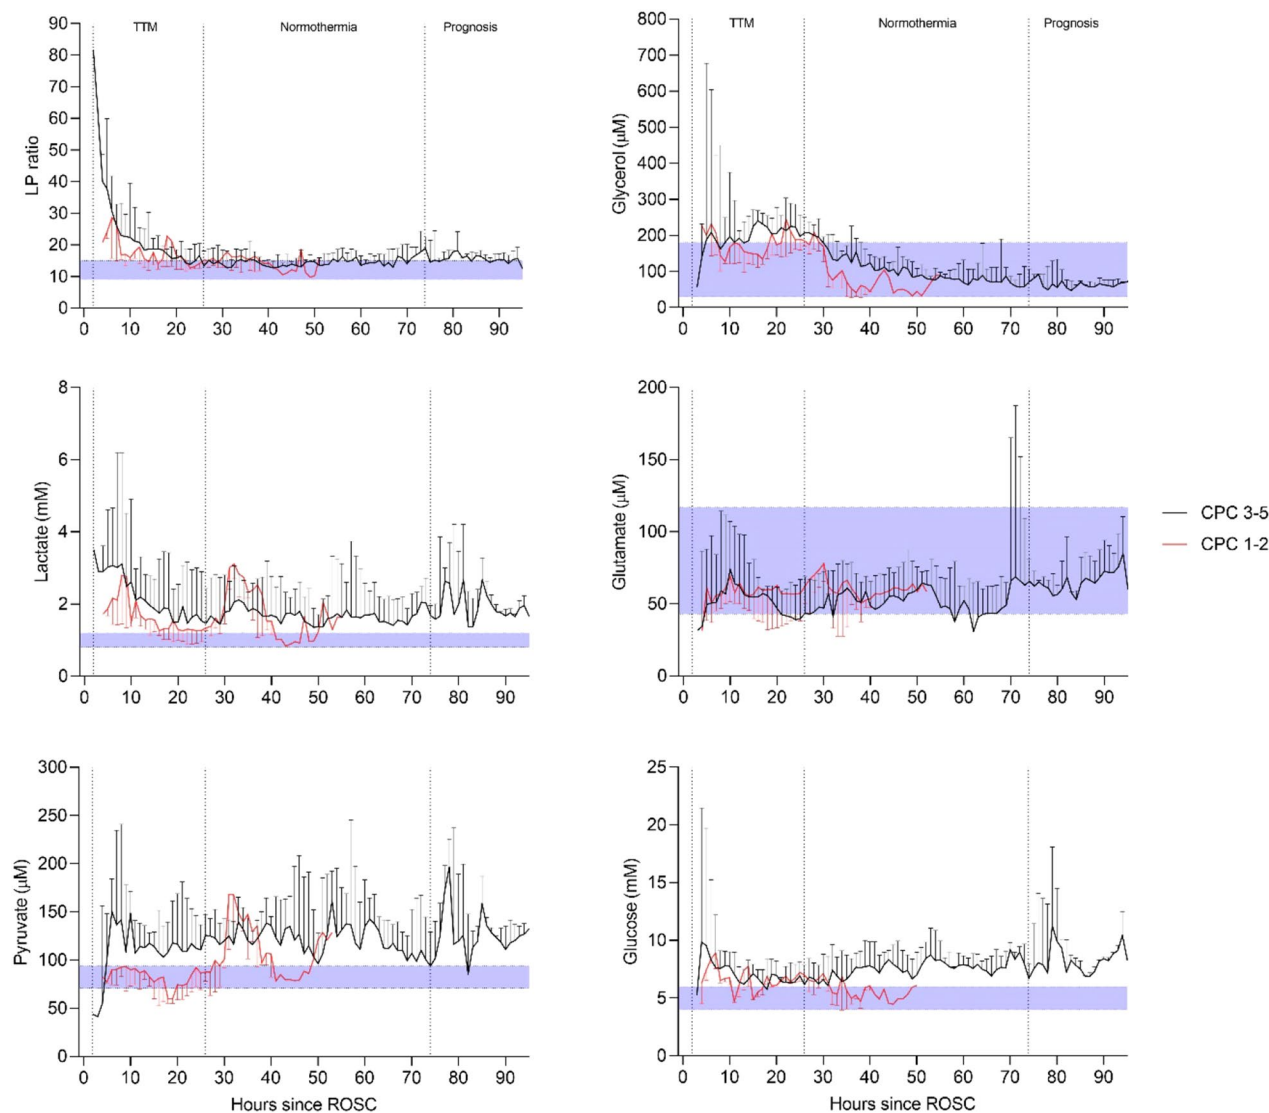 TTM Normothermia Prognosis
LP ratio
90
80
70
60
50
40
30
20
10
0
0 10 20 30 40 50 60 70 80 90
TTM Normothermia Prognosis
Glycerol (μM)
800
700
600
500
400
300
200
100
0
0 10 20 30 40 50 60 70 80 90
Lactate (mM)
8
6
4
2
0
0 10 20 30 40 50 60 70 80 90
Glutamate (μM)
200
150
100
50
0
0 10 20 30 40 50 60 70 80 90
CPC 3-5
CPC 1-2
Pyruvate (μM)
300
250
200
150
100
50
0
0 10 20 30 40 50 60 70 80 90
Hours since ROSC
Glucose (mM)
25
20
15
10
5
0
0 10 20 30 40 50 60 70 80 90
Hours since ROSC